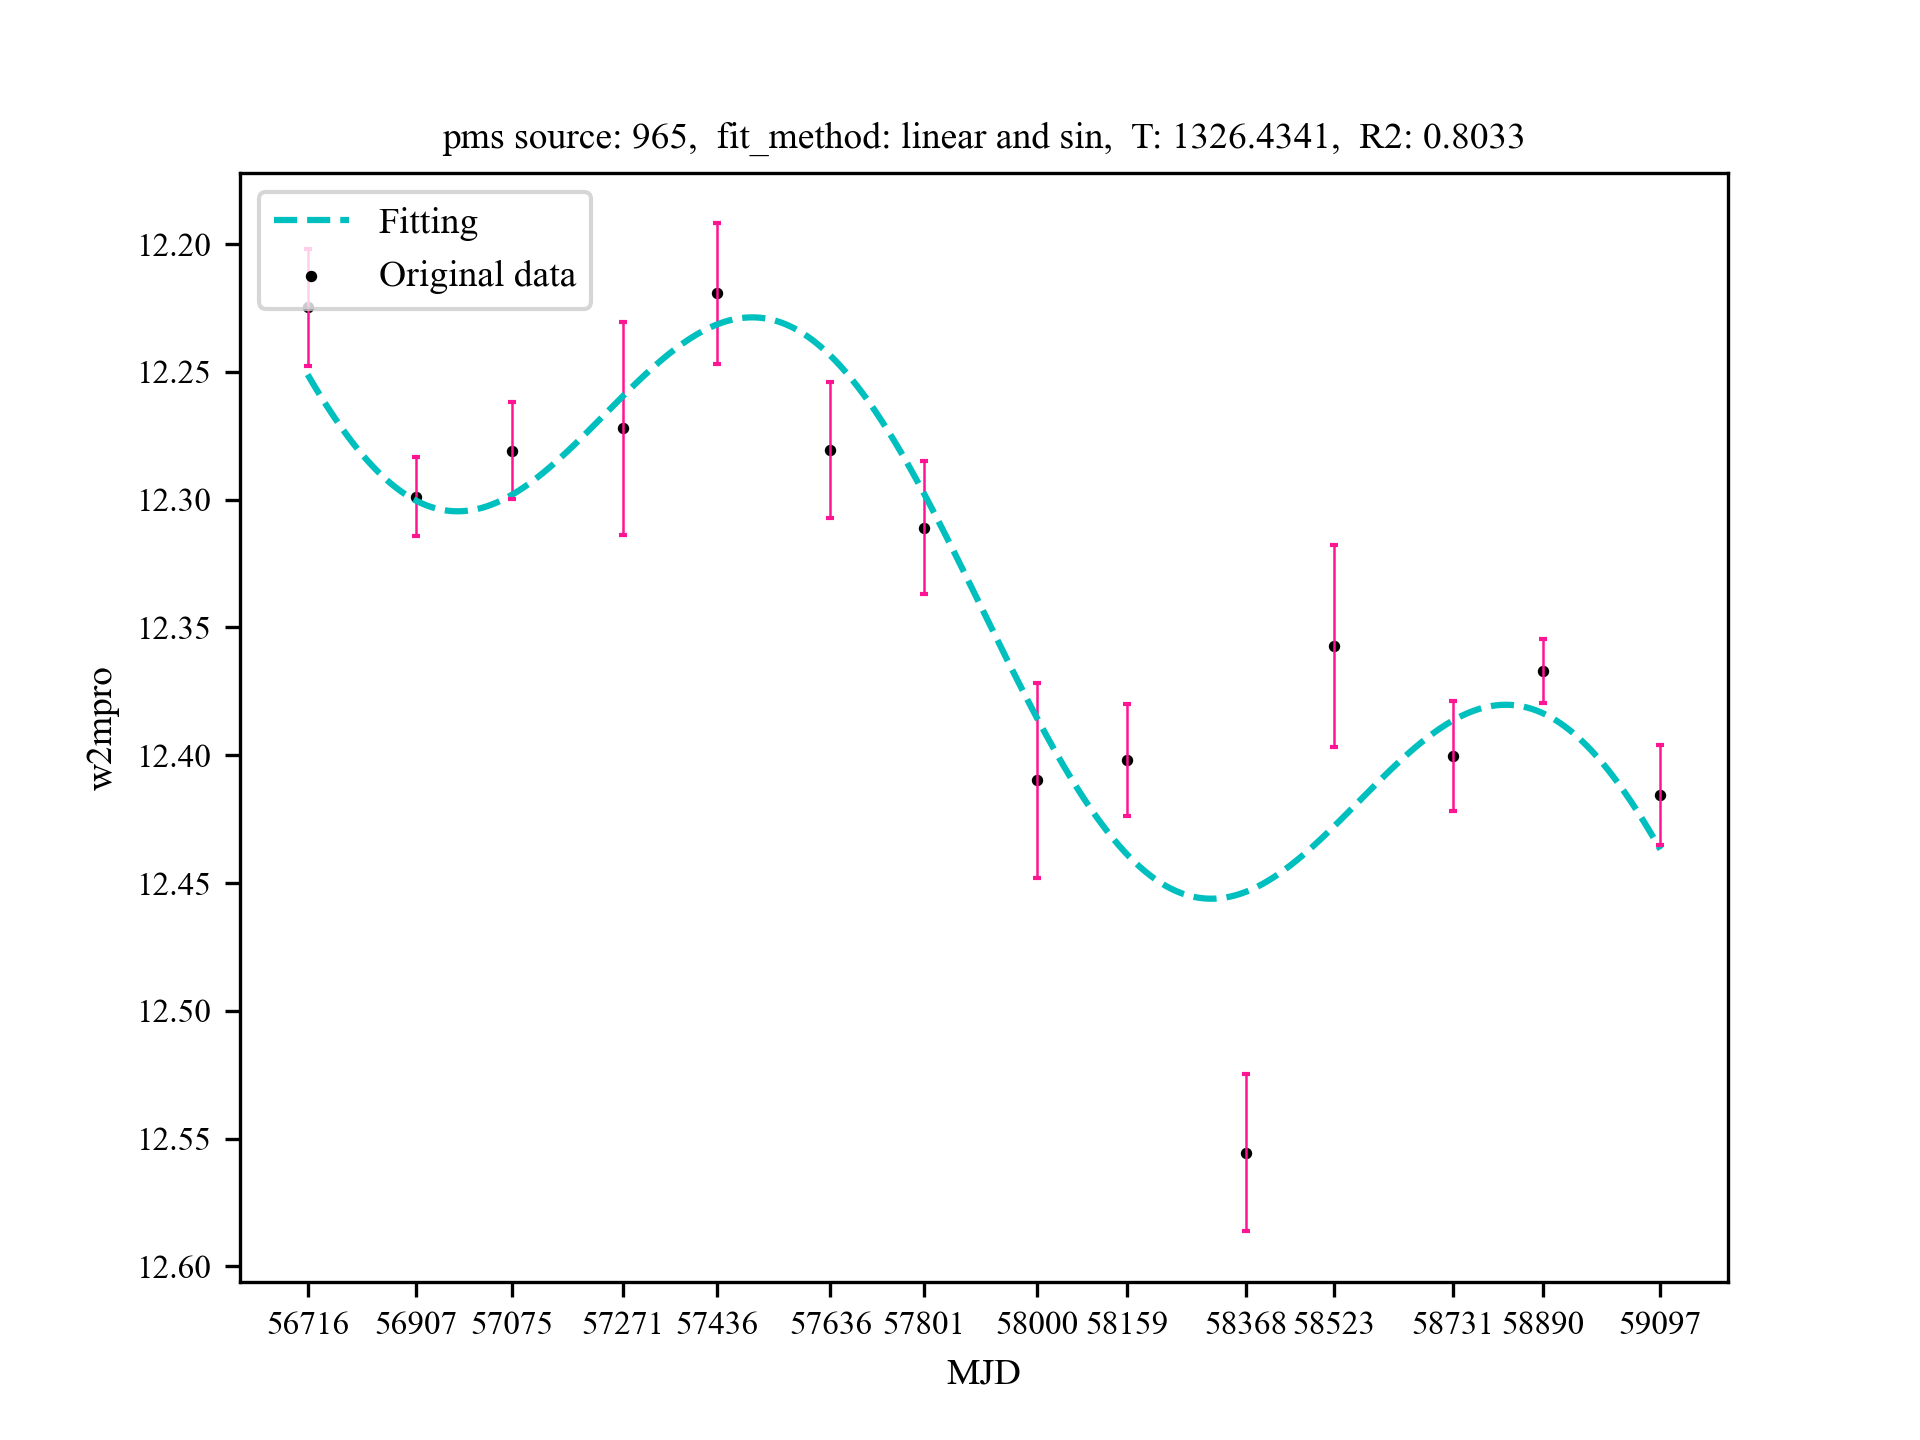 pms source: 965, fit_method: linear and sin, T: 1326.4341, R2: 0.8033
Fitting
Original data
12.20
12.25
12.30
12.35
12.40
12.45
12.50
12.55
12.60
w2mpro
56716 56907 57075 57271 57436 57636 57801 58000 58159 58368 58523 58731 58890 59097
MJD